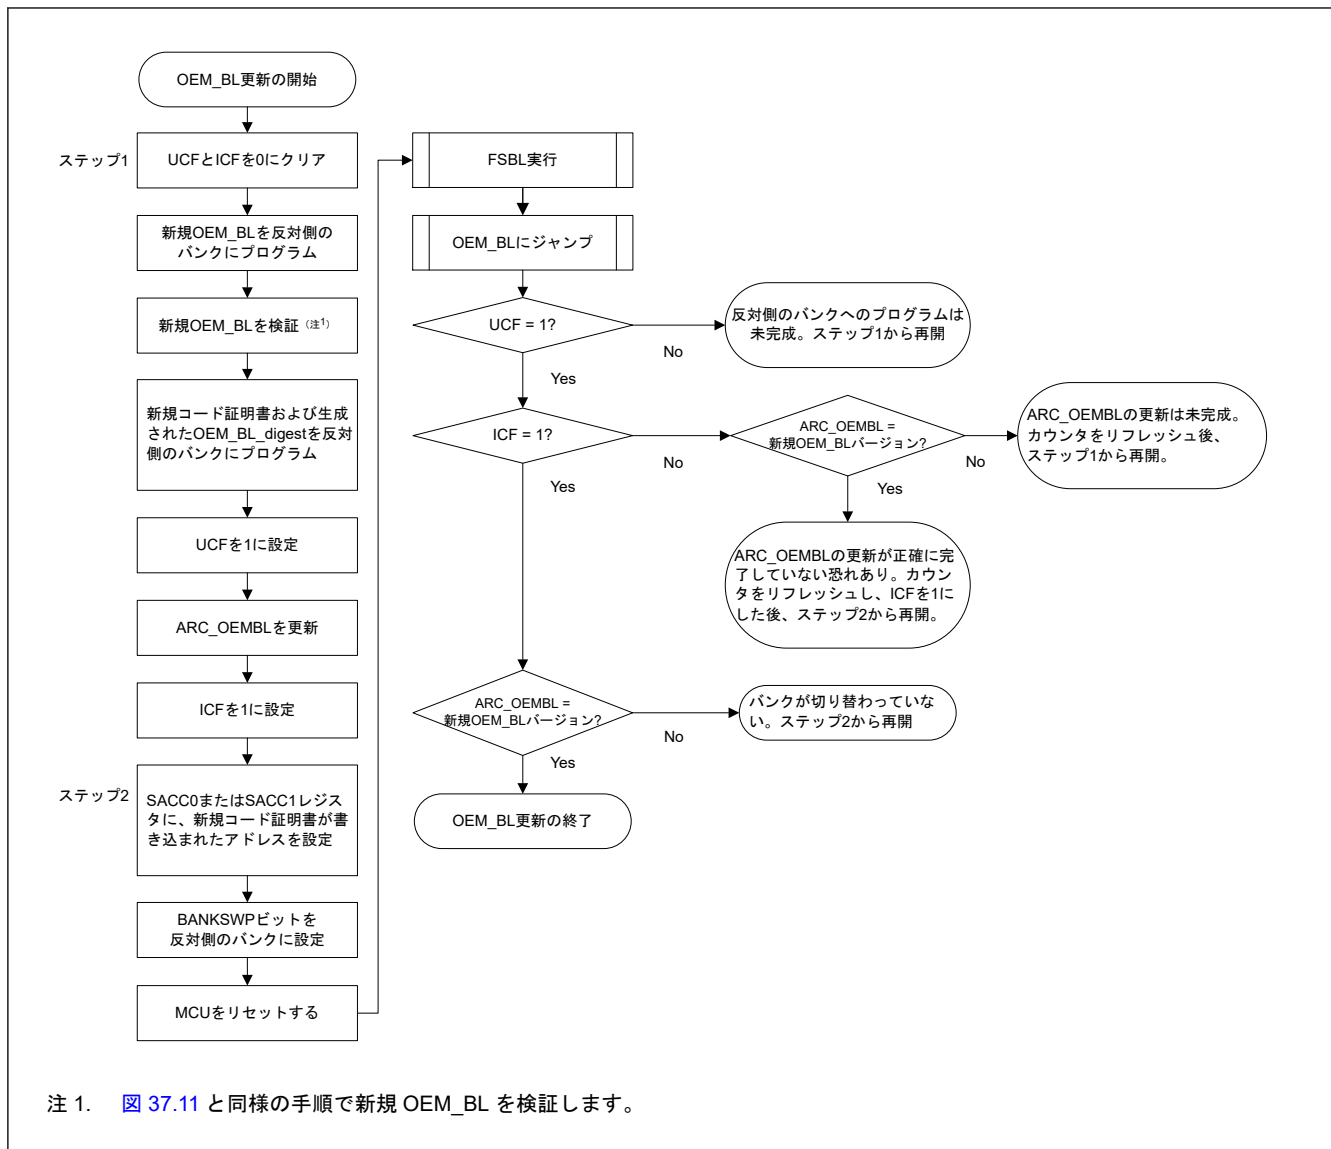 OEM_BL更新の開始
ステップ1
UCFとICFを0にクリア
新規OEM_BLを反対側の
バンクにプログラム
新規OEM_BLを検証（注1）
新規コード証明書および生成
されたOEM_BL_digestを反対
側のバンクにプログラム
UCFを1に設定
ARC_OEMBLを更新
ICFを1に設定
ステップ2
SACC0またはSACC1レジス
タに、新規コード証明書が書
き込まれたアドレスを設定
BANKSWPビットを
反対側のバンクに設定
MCUをリセットする
FSBL実行
OEM_BLにジャンプ
UCF = 1?
No
反対側のバンクへのプログラムは
未完成。ステップ1から再開
Yes
ICF = 1?
No
ARC_OEMBL =
新規OEM_BLバージョン?
No
ARC_OEMBLの更新は未完成。
カウンタをリフレッシュ後、
ステップ1から再開。
Yes
ARC_OEMBLの更新が正確に完
了していない恐れあり。カウン
タをリフレッシュし、ICFを1に
した後、ステップ2から再開。
Yes
ARC_OEMBL =
新規OEM_BLバージョン?
No
バンクが切り替わっていな
い。ステップ2から再開
Yes
OEM_BL更新の終了
注 1. 図 37.11 と同様の手順で新規 OEM_BL を検証します。